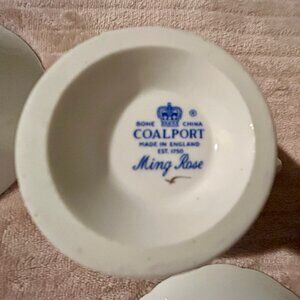 BONE CHINA ®
COALPORT
MADE IN ENGLAND
EST. 1750
Ming Rose